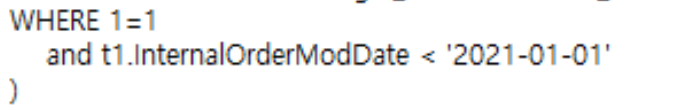 WHERE 1=1
and t1.InternalOrderModDate < '2021-01-01'
)